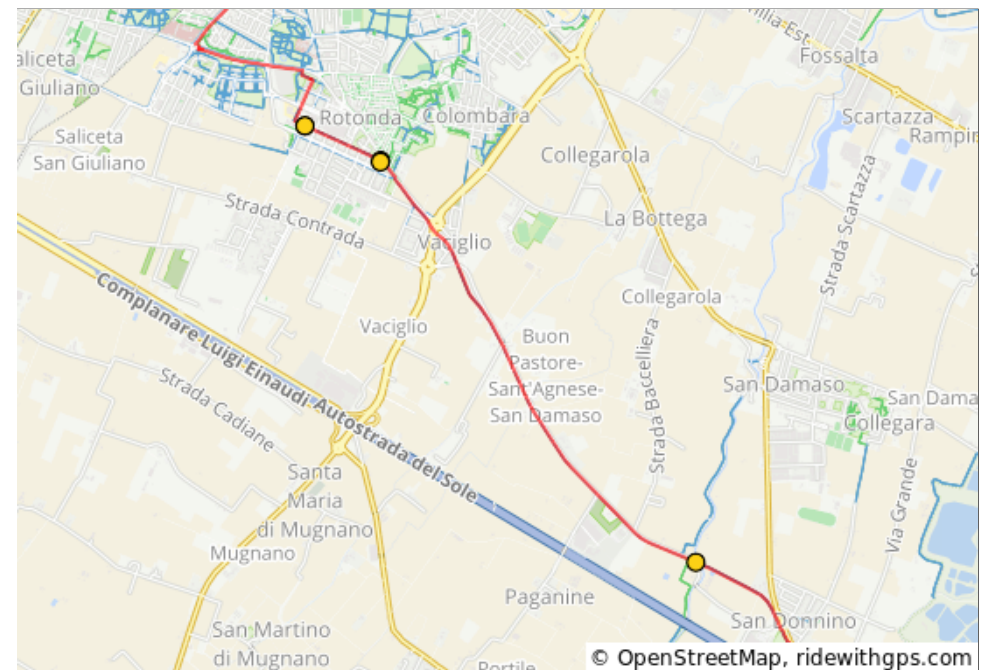 Emilia Est
Fossalta
Saliceta
Giuliano
Rotonda
Colombara
Scartazza
Saliceta
San Giuliano
Collegarola
Strada Contrada
La Bottega
Strada Scartazza
Vaciglio
Collegarola
Complanare Luigi Einaudi
Autostrada del Sole
Vaciglio
Buon
Pastore-
Sant'Agnese-
San Damaso
Strada Baccelliera
Strada Cadiane
San Damaso
San Dama
Collegara
Santa
Maria
di Mugnano
Via Grande
Mugnano
Paganine
San Martino
di Mugnano
San Donnino
Portile
© OpenStreetMap, ridewithgps.com